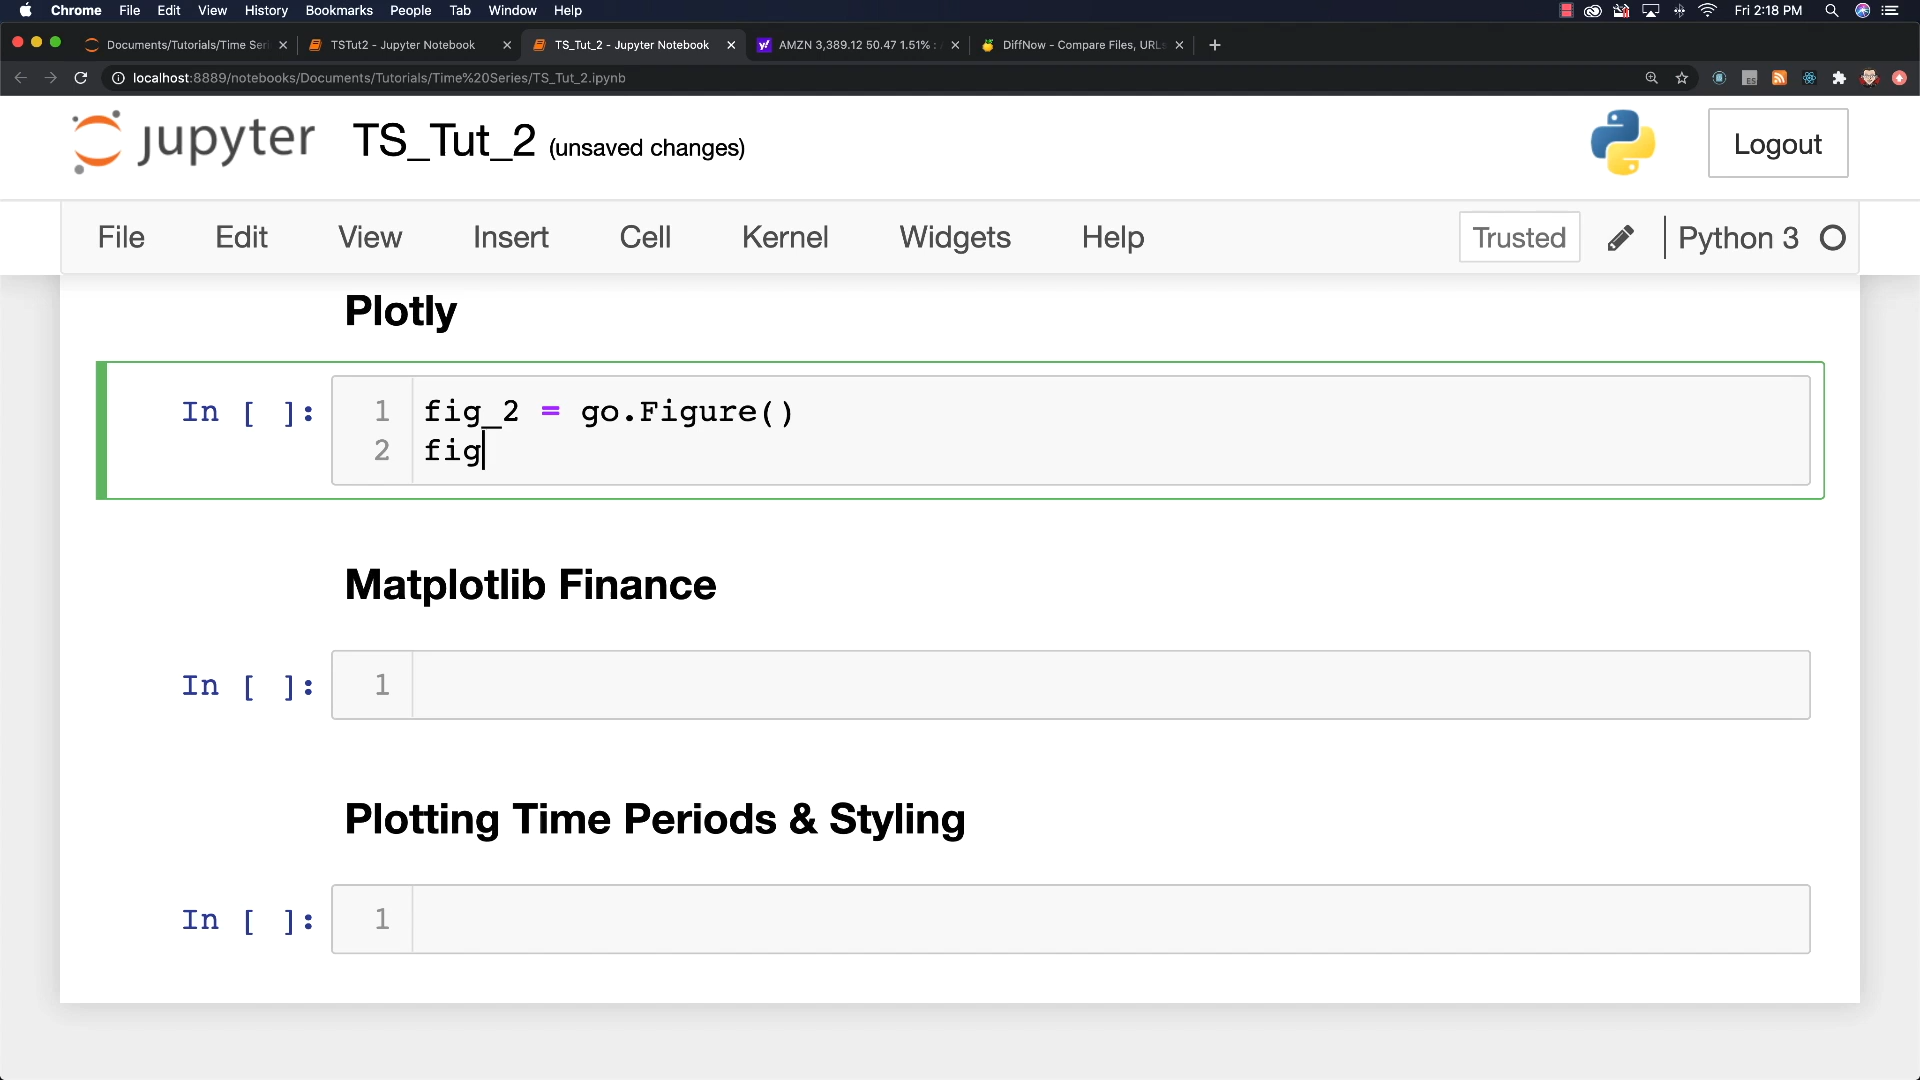 Chrome File Edit View History Bookmarks People Tab Window Help Fri 2:18 PM
Documents/Tutorials/Time Seri TSTut2 - Jupyter Notebook TS_Tut_2 - Jupyter Notebook AMZN 3,389.12 50.47 1.51% : DiffNow - Compare Files, URLs
localhost:8889/notebooks/Documents/Tutorials/Time%20Series/TS_Tut_2.ipynb
jupyter TS_Tut_2 (unsaved changes) Logout
File Edit View Insert Cell Kernel Widgets Help Trusted Python 3
Plotly
In [ ]: 1 fig_2 = go.Figure()
2 fig
Matplotlib Finance
In [ ]: 1
Plotting Time Periods & Styling
In [ ]: 1